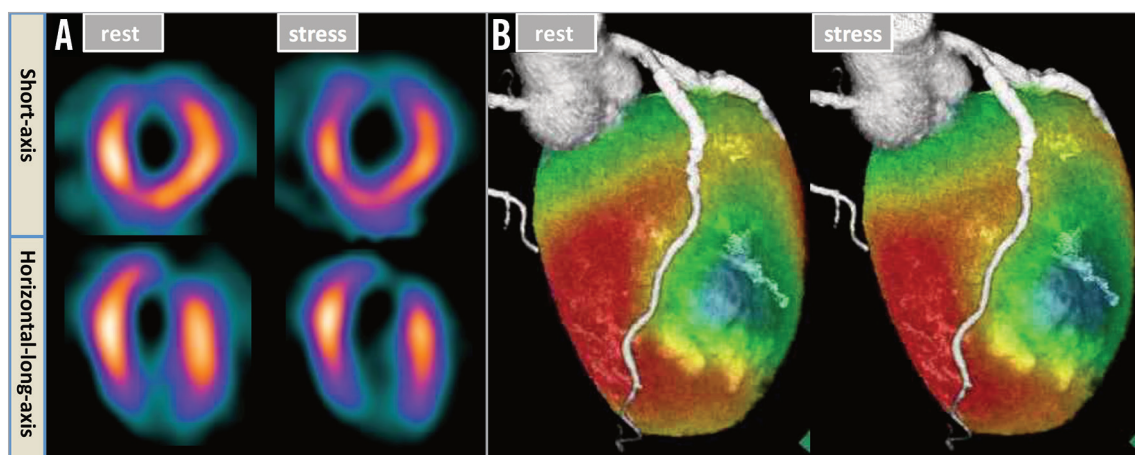 A
rest
stress
B
rest
stress
Short-axis
Horizontal-long-axis